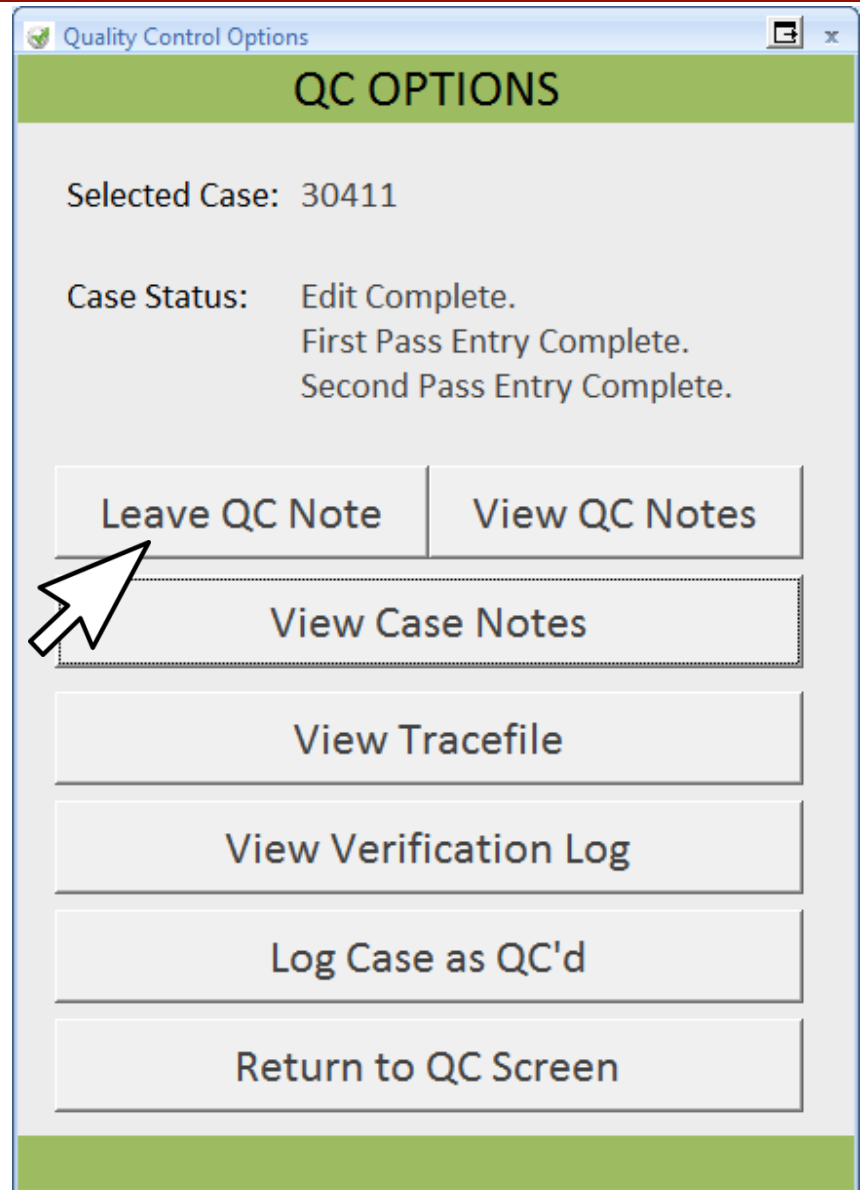 Quality Control Options
x
QC OPTIONS
Selected Case: 30411
Case Status: Edit Complete.
First Pass Entry Complete.
Second Pass Entry Complete.
Leave QC Note
View QC Notes
View Case Notes
View Tracefile
View Verification Log
Log Case as QC'd
Return to QC Screen